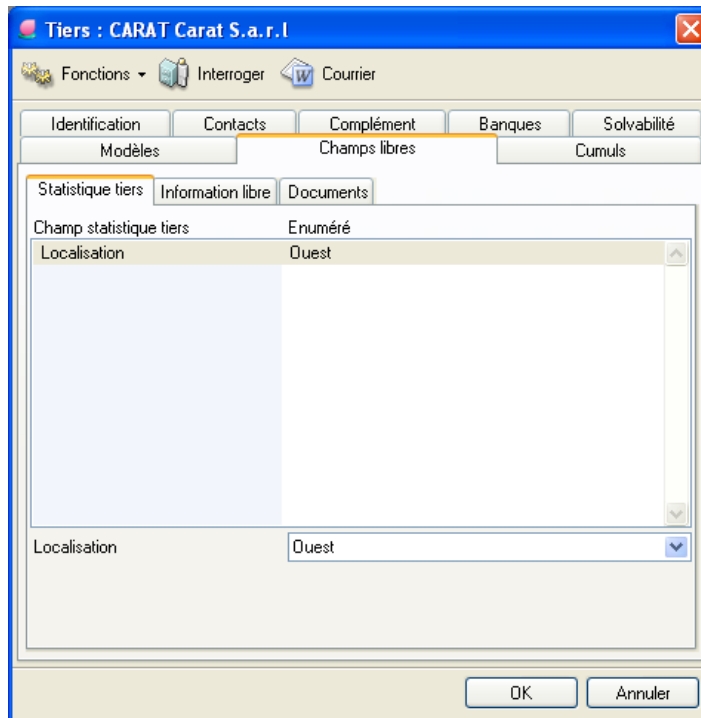 Tiers : CARAT Carat S.a.r.l
Fonctions Interroger Courrier
Identification Contacts Complément Banques Solvabilité
Modèles Champs libres Cumuls
Statistique tiers Information libre Documents
Champ statistique tiers Enuméré
Localisation Ouest
Localisation Ouest
OK Annuler